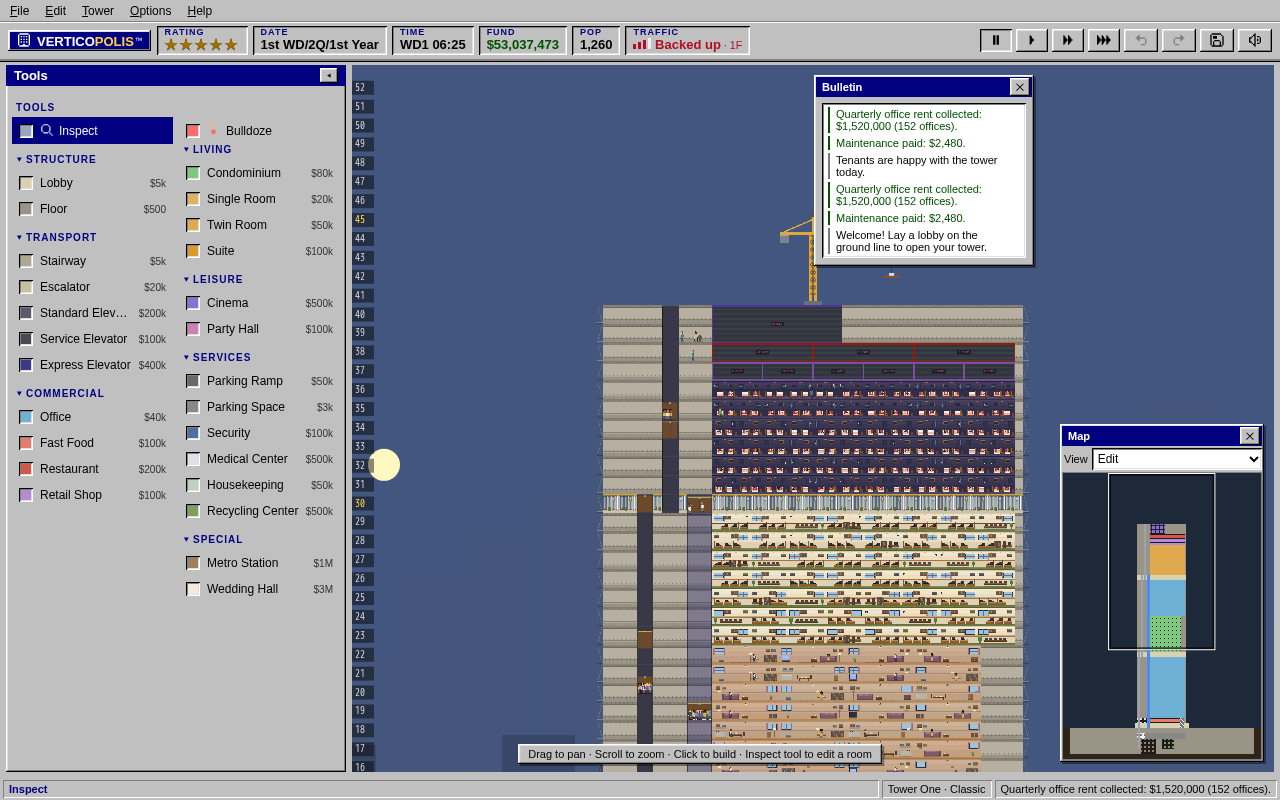 File Edit Tower Options Help
VERTICOPOLIS™
RATING
DATE
1st WD/2Q/1st Year
TIME
WD1 06:25
FUND
$53,037,473
POP
1,260
TRAFFIC
Backed up · 1F
Tools
TOOLS
Inspect
Bulldoze
STRUCTURE
Lobby $5k
Floor $500
TRANSPORT
Stairway $5k
Escalator $20k
Standard Elev… $200k
Service Elevator $100k
Express Elevator $400k
COMMERCIAL
Office $40k
Fast Food $100k
Restaurant $200k
Retail Shop $100k
LIVING
Condominium $80k
Single Room $20k
Twin Room $50k
Suite $100k
LEISURE
Cinema $500k
Party Hall $100k
SERVICES
Parking Ramp $50k
Parking Space $3k
Security $100k
Medical Center $500k
Housekeeping $50k
Recycling Center $500k
SPECIAL
Metro Station $1M
Wedding Hall $3M
52
51
50
49
48
47
46
45
44
43
42
41
40
39
38
37
36
35
34
33
32
31
30
29
28
27
26
25
24
23
22
21
20
19
18
17
16
Bulletin
Quarterly office rent collected:
$1,520,000 (152 offices).
Maintenance paid: $2,480.
Tenants are happy with the tower
today.
Quarterly office rent collected:
$1,520,000 (152 offices).
Maintenance paid: $2,480.
Welcome! Lay a lobby on the
ground line to open your tower.
Map
View Edit
Drag to pan · Scroll to zoom · Click to build · Inspect tool to edit a room
Inspect
Tower One · Classic
Quarterly office rent collected: $1,520,000 (152 offices).